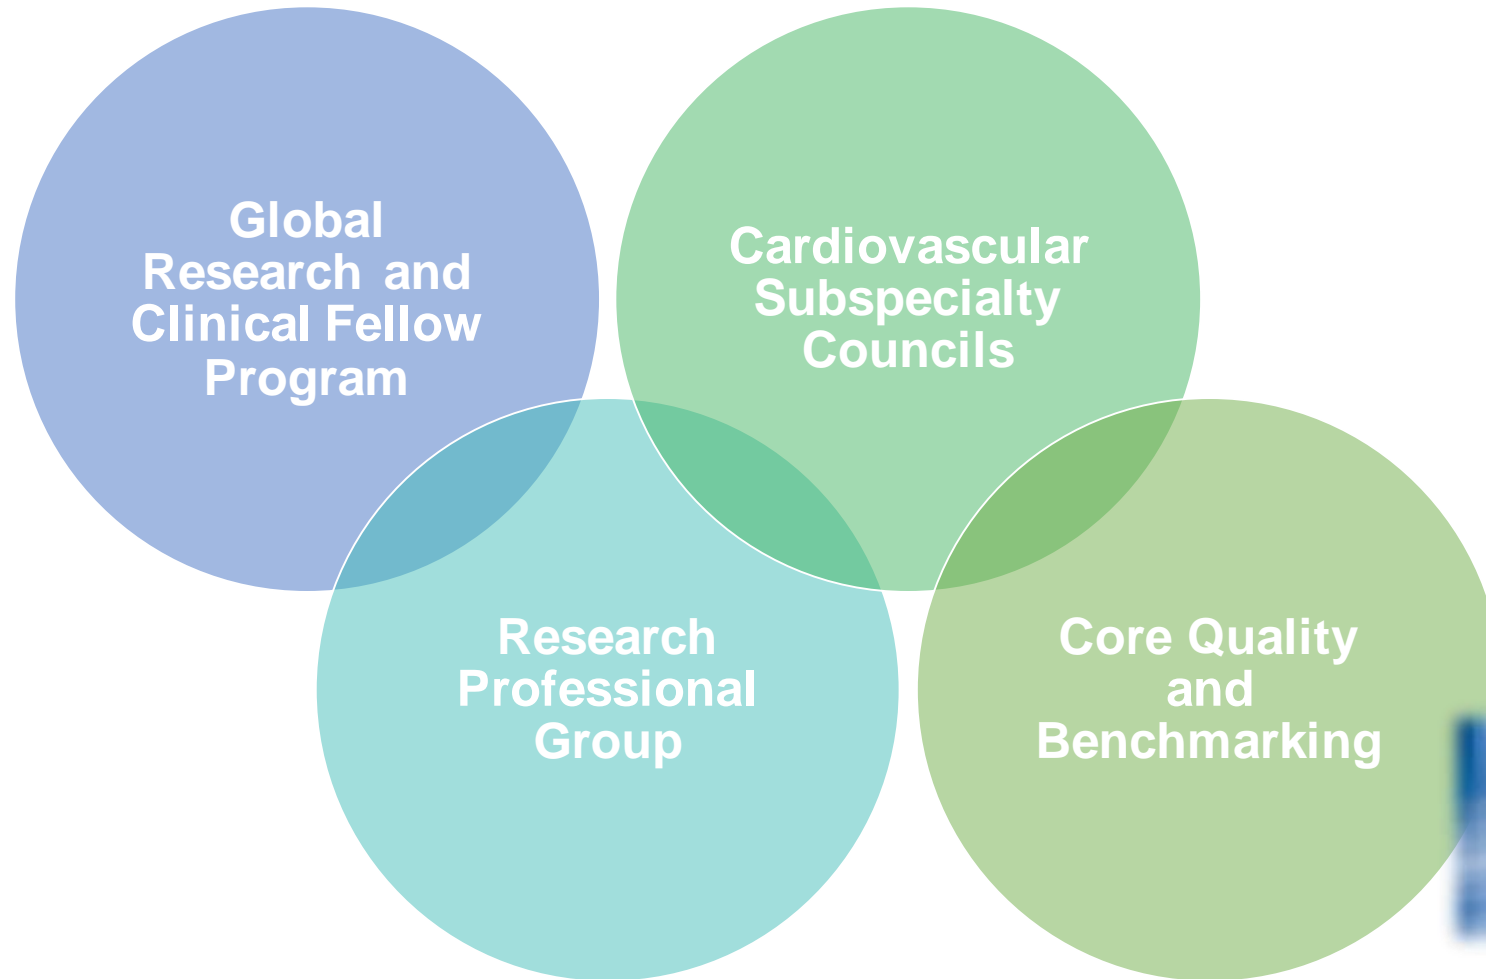 Global
Research and
Clinical Fellow
Program
Cardiovascular
Subspecialty
Councils
Research
Professional
Group
Core Quality
and
Benchmarking